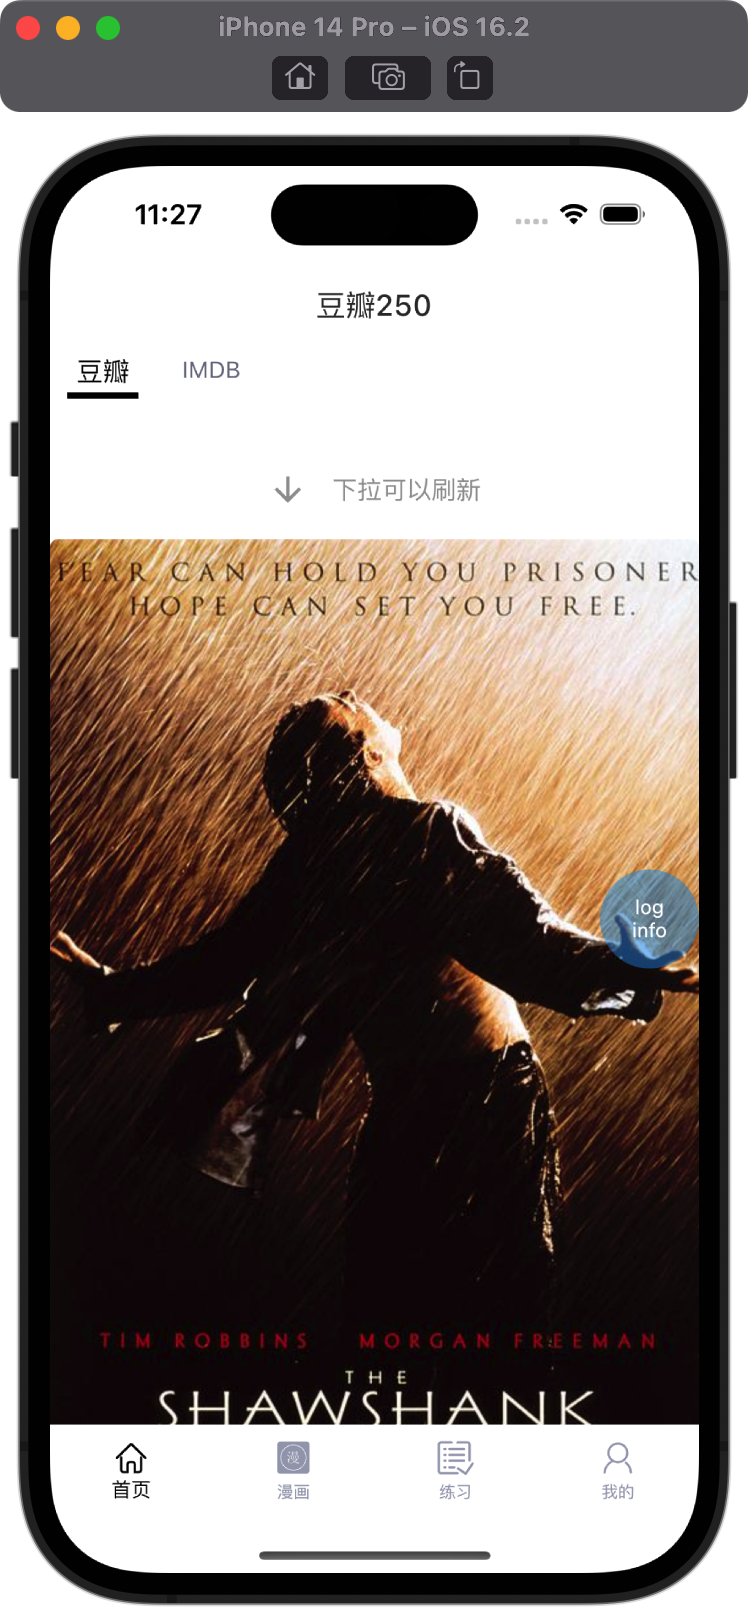 iPhone 14 Pro – iOS 16.2
11:27
豆瓣250
豆瓣 IMDB
下拉可以刷新
FEAR CAN HOLD YOU PRISONER
HOPE CAN SET YOU FREE.
log
info
TIM ROBBINS MORGAN FREEMAN
THE
SHAWSHANK
漫
首页 漫画 练习 我的